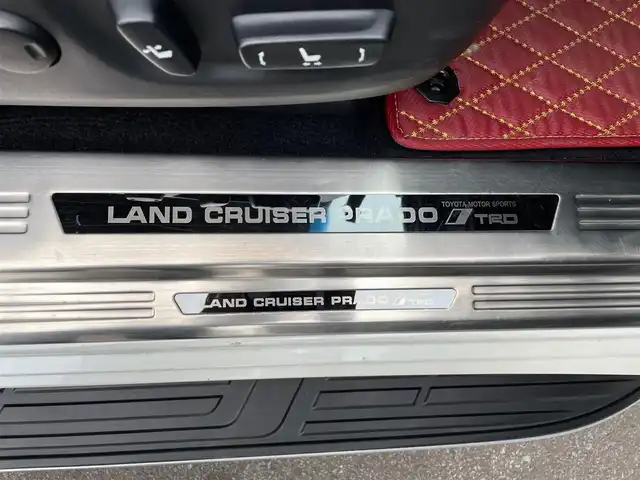 LAND CRUISER PRADO TOYOTA MOTOR SPORTS TRD
LAND CRUISER PRADO TRD